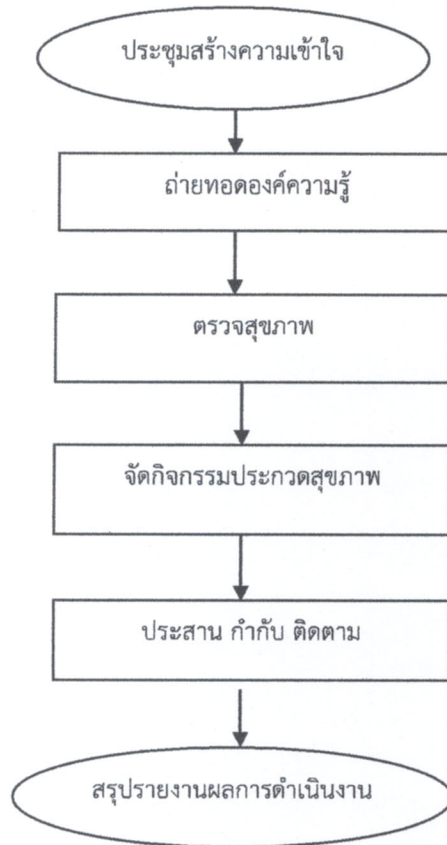 ประชุมสร้างความเข้าใจ
ถ่ายทอดองค์ความรู้
ตรวจสุขภาพ
จัดกิจกรรมประกวดสุขภาพ
ประสาน กำกับ ติดตาม
สรุปรายงานผลการดำเนินงาน